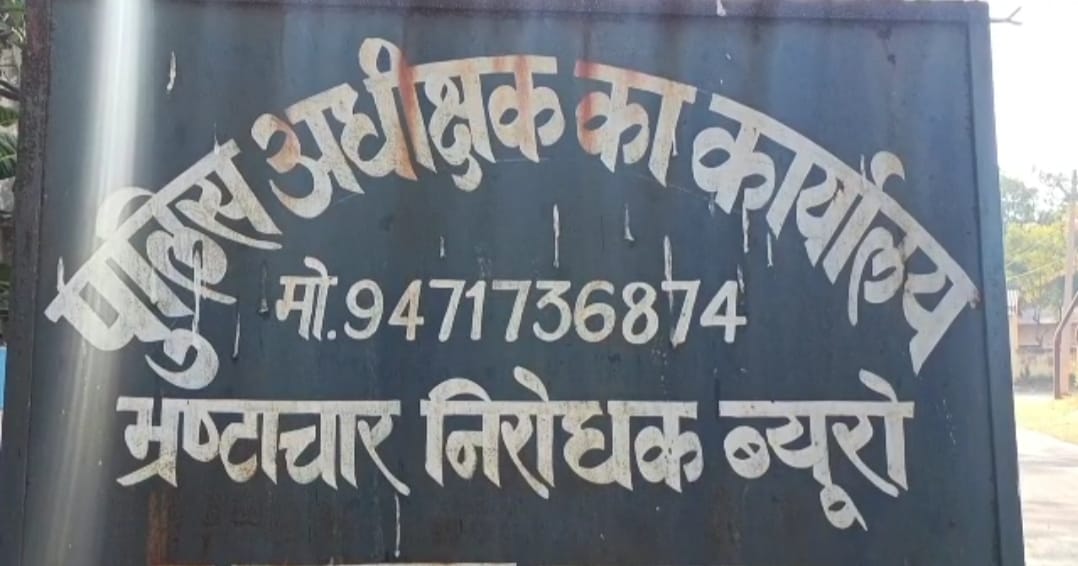 पुलिस अधीक्षक का कार्यालय
मो.9471736874
भ्रष्टाचार निरोधक ब्यूरो